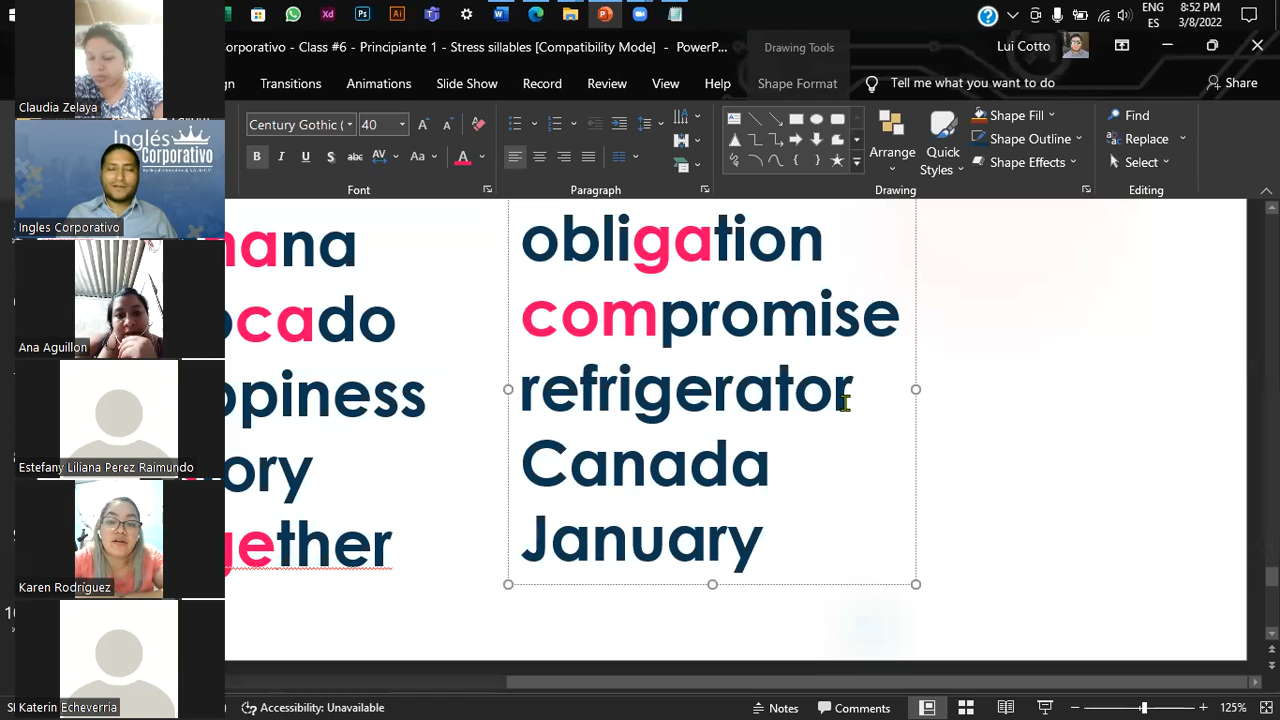 8:52 PM
3/8/2022
ENG
ES
Corporativo - Class #6 - Principiante 1 - Stress sillables [Compatibility Mode] - PowerP...
Drawing Tools
Lui Cotto
Transitions
Animations
Slide Show
Record
Review
View
Help
Shape Format
Tell me what you want to do
Share
Century Gothic (
40
Aa
Shape Fill
Shape Outline
Shape Effects
Arrange
Quick
Styles
Find
Replace
Select
Font
Paragraph
Drawing
Editing
Claudia Zelaya
Inglés
Corporativo
Ingles Corporativo
Ana Aguillon
Estefany Liliana Perez Raimundo
Karen Rodríguez
Katerin Echeverria
nana
ocado
ppiness
ory
gether
obligation
compromise
refrigerator
Canada
January
Accessibility: Unavailable
Notes
Comments
125%